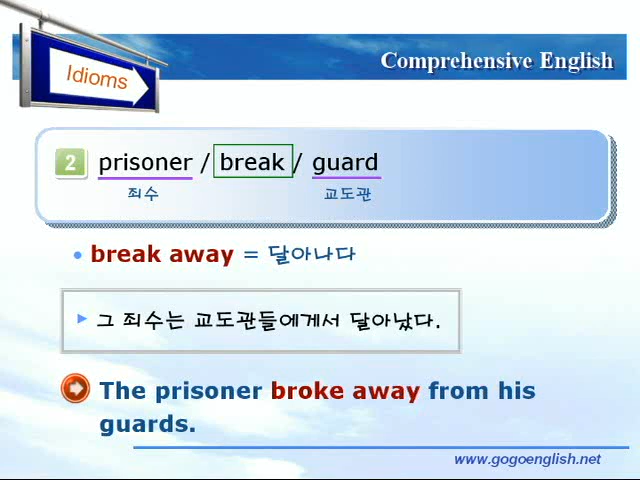 Idioms
Comprehensive English
2 prisoner / break / guard
죄수 교도관
• break away = 달아나다
▶ 그 죄수는 교도관들에게서 달아났다.
The prisoner broke away from his
guards.
www.gogoenglish.net